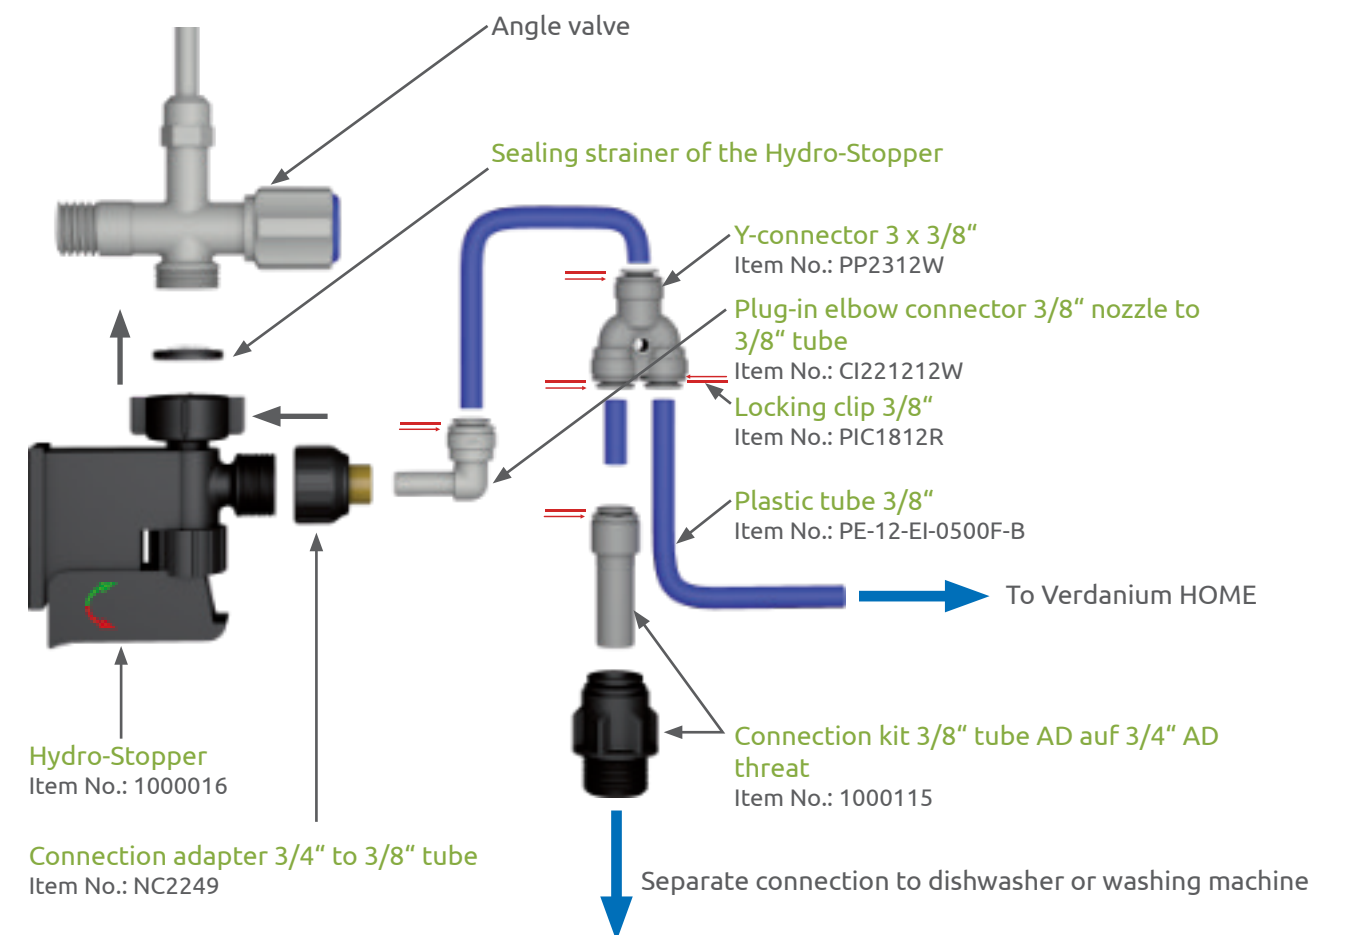 Angle valve
Sealing strainer of the Hydro-Stopper
Y-connector 3 x 3/8“
Item No.: PP2312W
Plug-in elbow connector 3/8“ nozzle to
3/8“ tube
Item No.: CI221212W
Locking clip 3/8“
Item No.: PIC1812R
Plastic tube 3/8“
Item No.: PE-12-EI-0500F-B
To Verdanium HOME
Connection kit 3/8“ tube AD auf 3/4“ AD
threat
Item No.: 1000115
Hydro-Stopper
Item No.: 1000016
Connection adapter 3/4“ to 3/8“ tube
Item No.: NC2249
Separate connection to dishwasher or washing machine